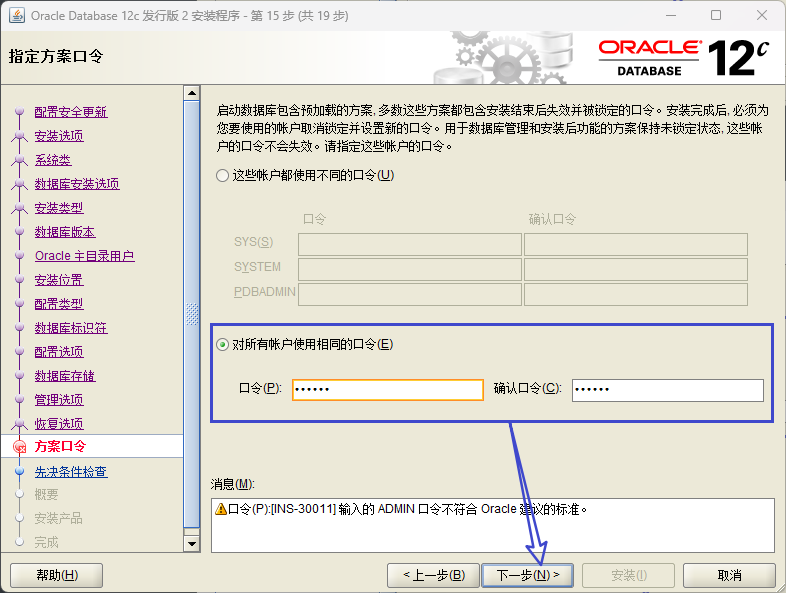 Oracle Database 12c 发行版 2 安装程序 - 第 15 步 (共 19 步)
指定方案口令
ORACLE
DATABASE
12c
配置安全更新
安装选项
系统类
数据库安装选项
安装类型
数据库版本
Oracle 主目录用户
安装位置
配置类型
数据库标识符
配置选项
数据库存储
管理选项
恢复选项
方案口令
先决条件检查
概要
安装产品
完成
启动数据库包含预加载的方案, 多数这些方案都包含安装结束后失效并被锁定的口令。安装完成后, 必须为
您要使用的帐户取消锁定并设置新的口令。用于数据库管理和安装后功能的方案保持未锁定状态, 这些帐
户的口令不会失效。请指定这些帐户的口令。
这些帐户都使用不同的口令(U)
口令 确认口令
SYS(S)
SYSTEM
PDBADMIN
对所有帐户使用相同的口令(E)
口令(P): •••••• 确认口令(C): ••••••
消息(M):
口令(P):[INS-30011] 输入的 ADMIN 口令不符合 Oracle 建议的标准。
帮助(H) < 上一步(B) 下一步(N) > 安装(I) 取消